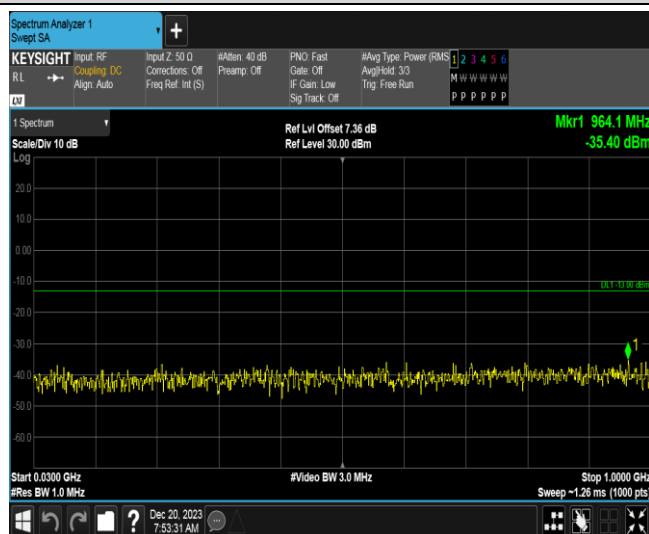 Spectrum Analyzer 1
Swept SA
+
KEYSIGHT
RL
LXI
Input: RF
Coupling: DC
Align: Auto
Input Z: 50 Ω
Corrections: Off
Freq Ref: Int (S)
#Atten: 40 dB
Preamp: Off
PNO: Fast
Gate: Off
IF Gain: Low
Sig Track: Off
#Avg Type: Power (RMS
Avg|Hold: 3/3
Trig: Free Run
1 2 3 4 5 6
M W W W W W
P P P P P P
1 Spectrum
Scale/Div 10 dB
Log
Ref Lvl Offset 7.36 dB
Ref Level 30.00 dBm
Mkr1 964.1 MHz
-35.40 dBm
20.0
10.0
0.00
-10.0
DL1 -13.00 dBm
-20.0
-30.0
1
-40.0
-50.0
-60.0
Start 0.0300 GHz
#Res BW 1.0 MHz
#Video BW 3.0 MHz
Stop 1.0000 GHz
Sweep ~1.26 ms (1000 pts)
?
Dec 20, 2023
7:53:31 AM